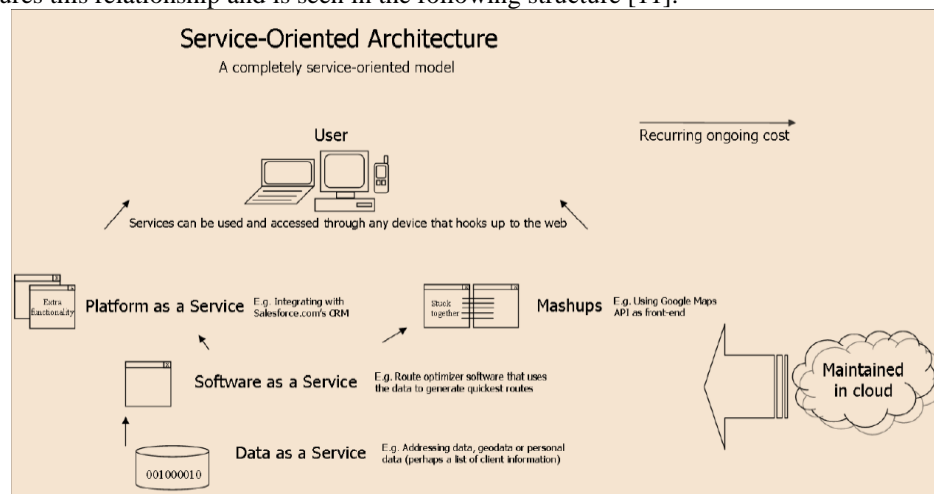 ures this relationship and is seen in the following structure [11].
Service-Oriented Architecture
A completely service-oriented model
User
Recurring ongoing cost
Services can be used and accessed through any device that hooks up to the web
Extra
functionality
Platform as a Service
E.g. Integrating with
Salesforce.com's CRM
Stuck
together
Mashups
E.g. Using Google Maps
API as front-end
Software as a Service
E.g. Route optimizer software that uses
the data to generate quickest routes
Maintained
in cloud
Data as a Service
E.g. Addressing data, geodata or personal
data (perhaps a list of client information)
001000010